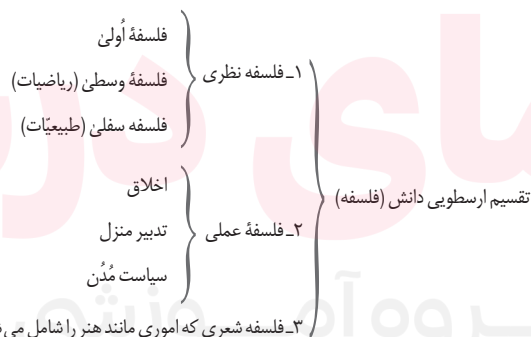 تقسیم ارسطویی دانش (فلسفه)
۱ـ فلسفه نظری
فلسفهٔ اُولیٰ
فلسفهٔ وسطیٰ (ریاضیات)
فلسفه سفلیٰ (طبیعیّات)
۲ـ فلسفهٔ عملی
اخلاق
تدبیر منزل
سیاست مُدُن
۳ـ فلسفه شعری که اموری مانند هنر را شامل می